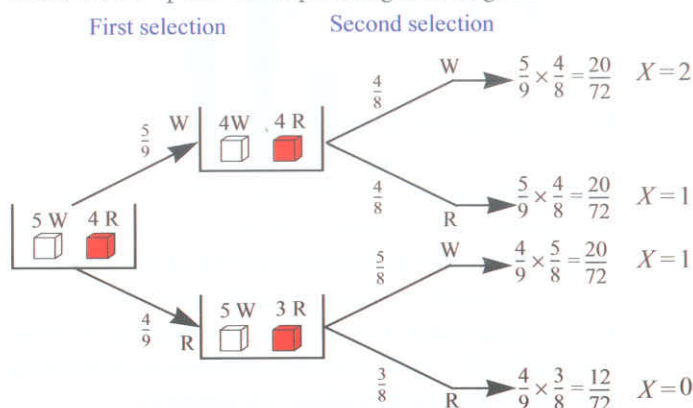 First selection Second selection
W 5/9 × 4/8 = 20/72 X = 2
4/8
5/9 W 4W 4 R
4/8 5/9 × 4/8 = 20/72 X = 1
R
5 W 4 R
W 4/9 × 5/8 = 20/72 X = 1
5/8
4/9 R 5 W 3 R
3/8 4/9 × 3/8 = 12/72 X = 0
R